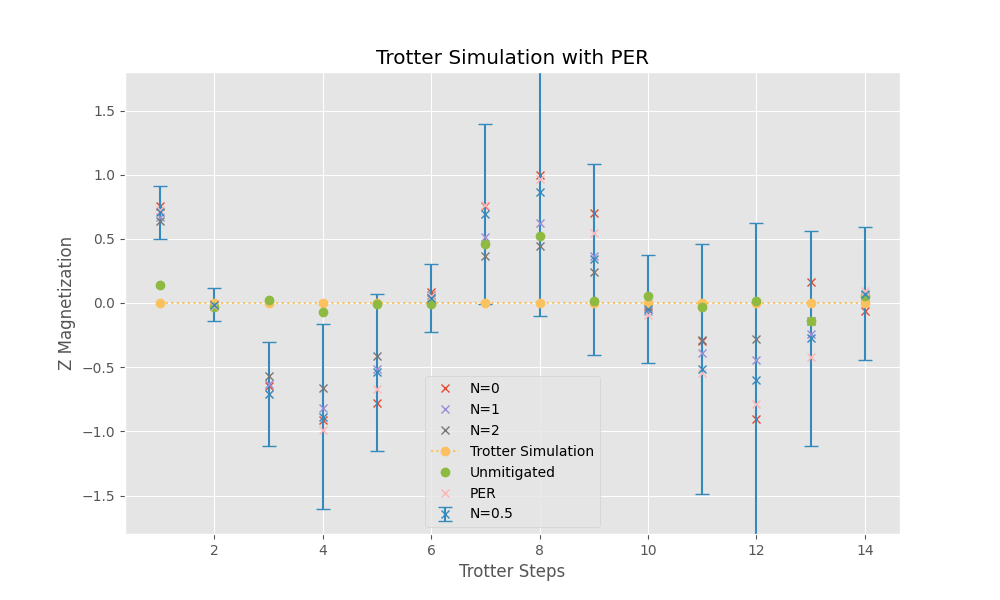 Trotter Simulation with PER
Z Magnetization
1.5
1.0
0.5
0.0
−0.5
−1.0
−1.5
N=0
N=1
N=2
Trotter Simulation
Unmitigated
PER
N=0.5
2 4 6 8 10 12 14
Trotter Steps